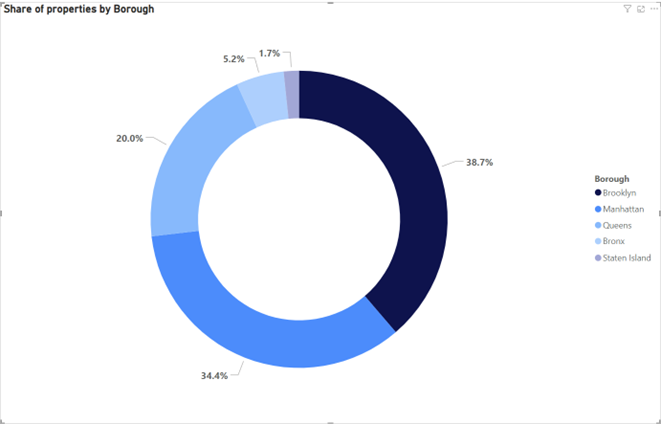 Share of properties by Borough
5.2%
1.7%
20.0%
38.7%
34.4%
Borough
Brooklyn
Manhattan
Queens
Bronx
Staten Island